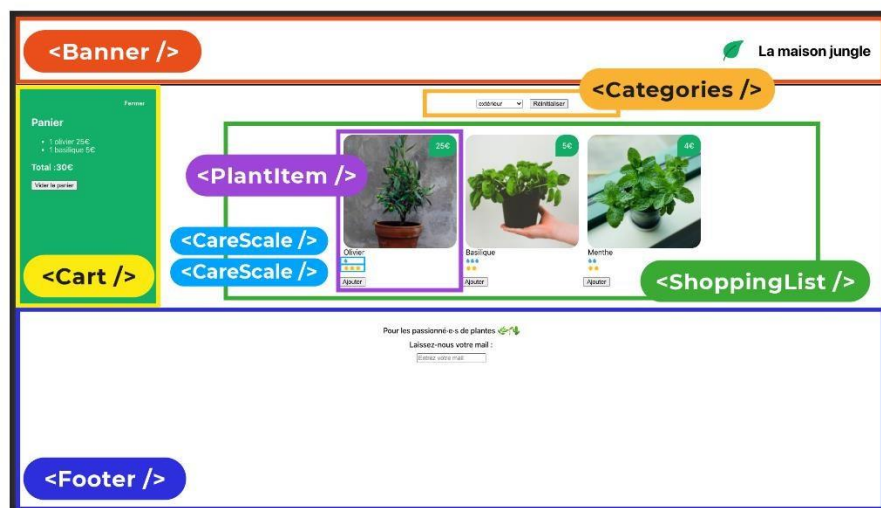 <Banner />
La maison jungle
Fermer
Panier
• 1 olivier 25€
• 1 basilique 5€
Total :30€
Vider le panier
<Cart />
extérieur
Réinitialiser
<Categories />
<PlantItem />
25€
5€
4€
<CareScale />
<CareScale />
Olivier
Ajouter
Basilique
Ajouter
Menthe
Ajouter
<ShoppingList />
Pour les passionné·e·s de plantes
Laissez-nous votre mail :
Entrez votre mail
<Footer />